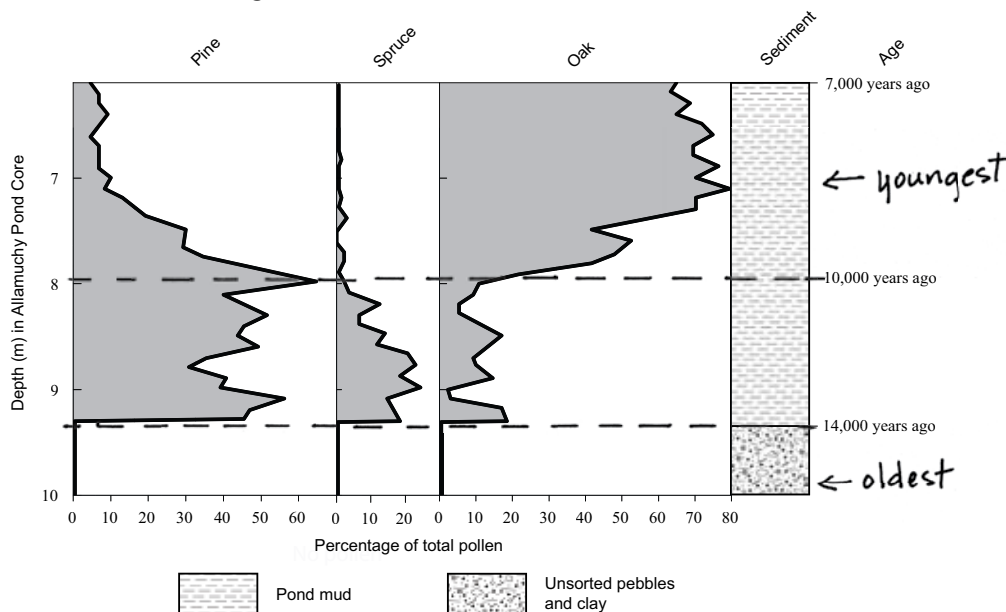 Pine
Spruce
Oak
Sediment
Age
Depth (m) in Allamuchy Pond Core
7,000 years ago
7
← youngest
8
10,000 years ago
9
14,000 years ago
10
← oldest
0 10 20 30 40 50 60 0 10 20 0 10 20 30 40 50 60 70 80
Percentage of total pollen
Pond mud
Unsorted pebbles
and clay